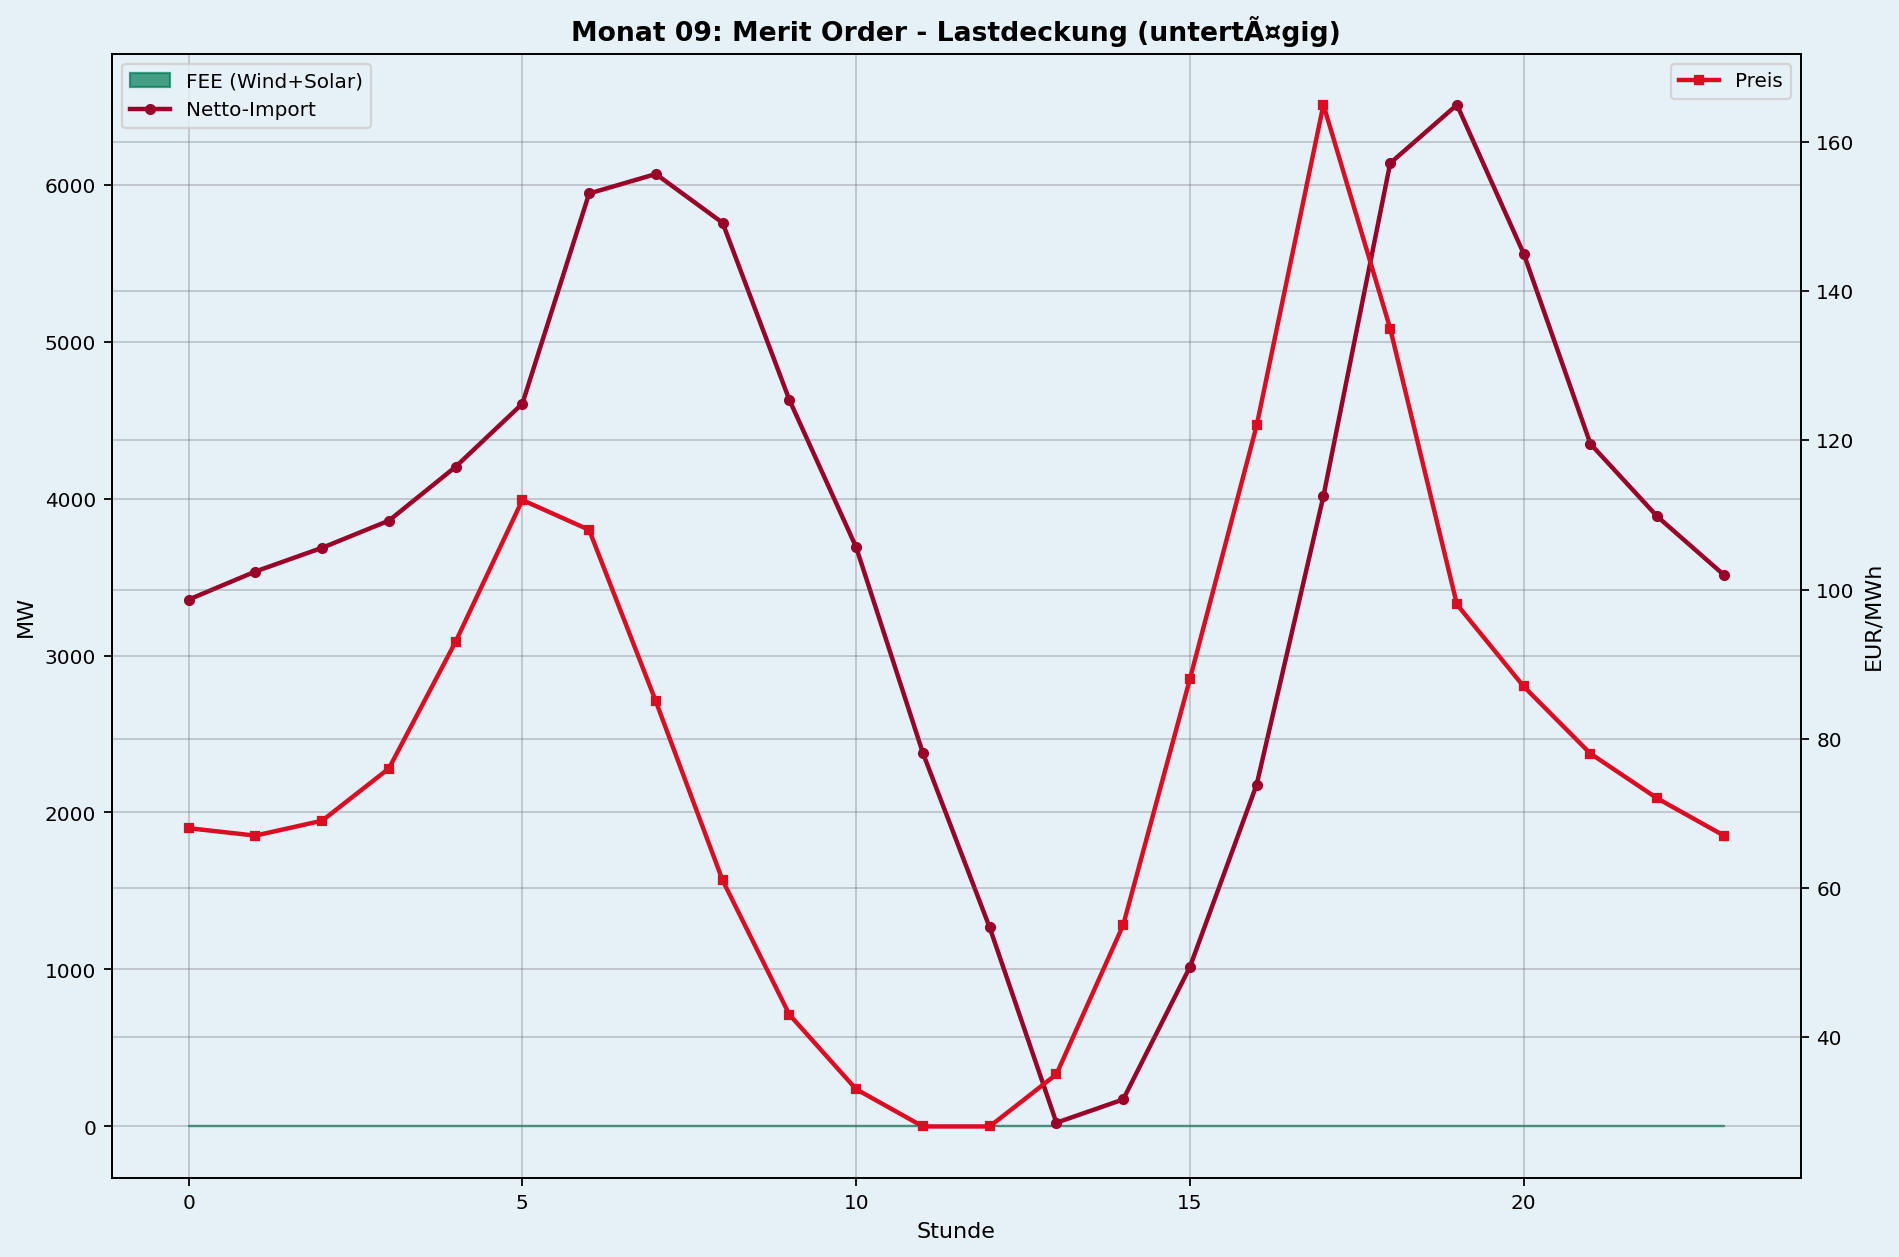 Monat 09: Merit Order - Lastdeckung (untertÃ¤gig)
FEE (Wind+Solar)
Netto-Import
Preis
MW
6000
5000
4000
3000
2000
1000
0
EUR/MWh
160
140
120
100
80
60
40
0 5 10 15 20
Stunde